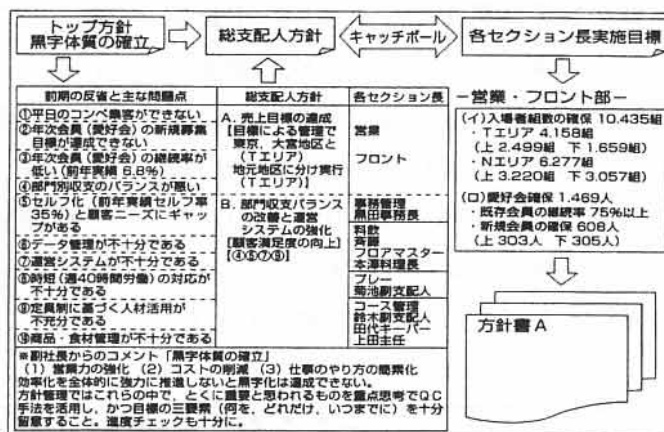 トップ方針
黒字体質の確立
総支配人方針
キャッチボール
各セクション長実施目標
前期の反省と主な問題点
①平日のコンペ集客ができない
②年次会員(愛好会)の新規募集
目標が達成できない
③年次会員(愛好会)の継続率が
低い(前年実績 6.8%)
④部門別収支のバランスが悪い
⑤セルフ化(前年実績セルフ率
35%)と顧客ニーズにギャッ
プがある
⑥データ管理が不十分である
⑦運営システムが不十分である
⑧時短(週40時間労働)の対応が
不十分である
⑨定員制に基づく人材活用が
不充分である
⑩商品・食材管理が不十分である
総支配人方針
A.売上目標の達成
[目標による管理で
東京,大宮地区と
(Tエリア)
地元地区に分け実行
(Tエリア)]
B.部門収支バランス
の改善と運営
システムの強化
[顧客満足度の向上]
[④⑤⑦⑨]
各セクション長
営業
フロント
事務管理
黒田事務長
料飲
斉藤
フロアマスター
本澤料理長
プレー
菊池副支配人
コース管理
鈴木副支配人
田代キーパー
上田主任
※副社長からのコメント「黒字体質の確立」
(1)営業力の強化 (2)コストの削減 (3)仕事のやり方の簡素化
効率化を全体的に強力に推進しないと黒字化は達成できない。
方針管理ではこれらの中で,とくに重要と思われるものを重点思考でQC
手法を活用し,かつ目標の三要素(何を,どれだけ,いつまでに)を十分
留意すること。進度チェックも十分に。
-営業・フロント部-
(イ)入場者組数の確保 10.435組
・Tエリア 4.158組
(上 2.499組 下 1.659組)
・Nエリア 6.277組
(上 3.220組 下 3.057組)
(ロ)愛好会確保 1.469人
・既存会員の継続率 75%以上
・新規会員の確保 608人
(上 303人 下 305人)
方針書A